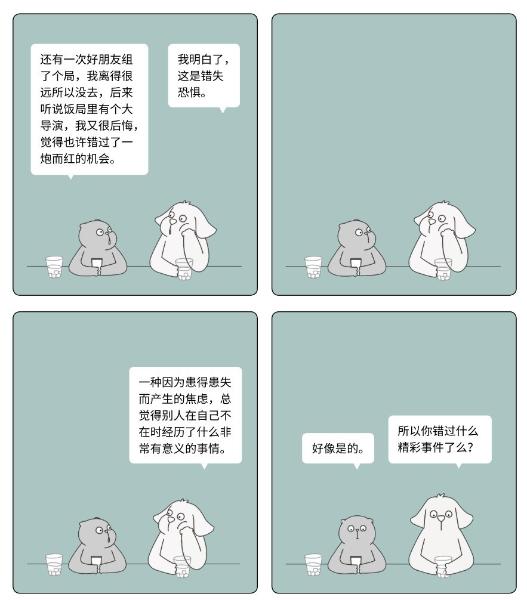 还有一次好朋友组
了个局，我离得很
远所以没去，后来
听说饭局里有个大
导演，我又很后悔，
觉得也许错过了一
炮而红的机会。
我明白了，
这是错失
恐惧。
一种因为患得患失
而产生的焦虑，总
觉得别人在自己不
在时经历了什么非
常有意义的事情。
好像是的。
所以你错过什么
精彩事件了么？